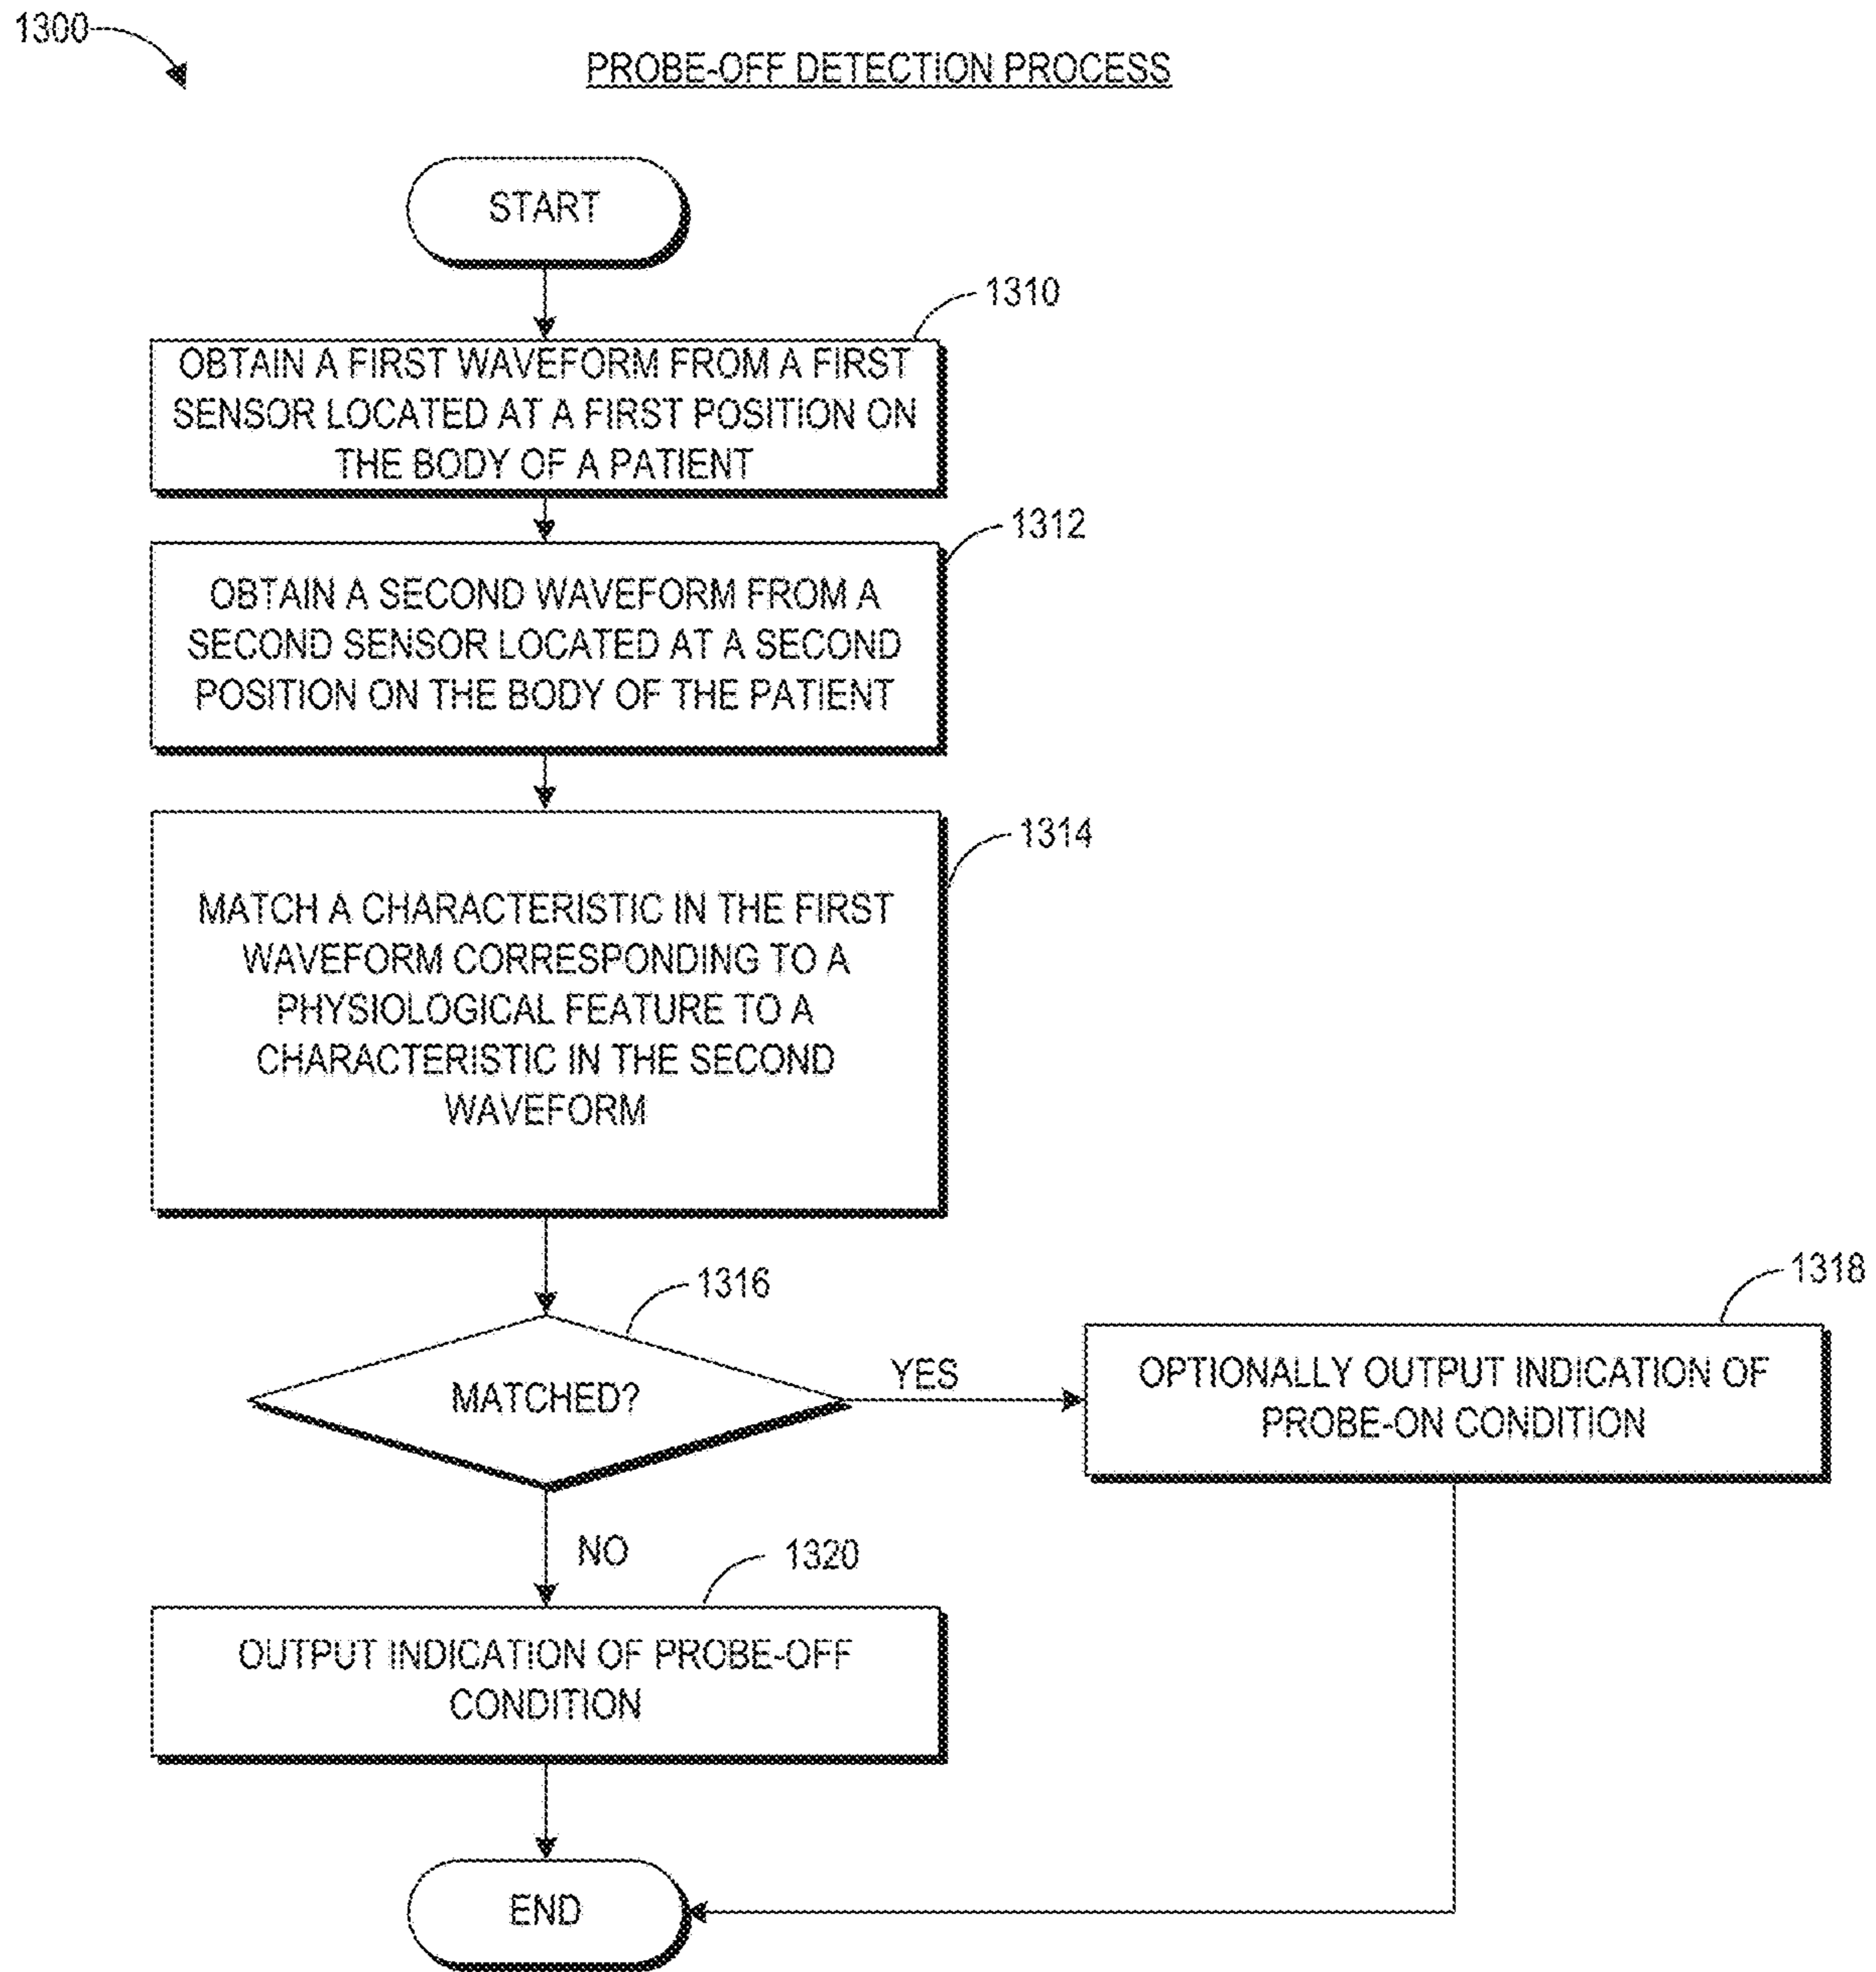 1300
PROBE-OFF DETECTION PROCESS
START
1310
OBTAIN A FIRST WAVEFORM FROM A FIRST
SENSOR LOCATED AT A FIRST POSITION ON
THE BODY OF A PATIENT
1312
OBTAIN A SECOND WAVEFORM FROM A
SECOND SENSOR LOCATED AT A SECOND
POSITION ON THE BODY OF THE PATIENT
1314
MATCH A CHARACTERISTIC IN THE FIRST
WAVEFORM CORRESPONDING TO A
PHYSIOLOGICAL FEATURE TO A
CHARACTERISTIC IN THE SECOND
WAVEFORM
1316
MATCHED?
YES
1318
OPTIONALLY OUTPUT INDICATION OF
PROBE-ON CONDITION
NO
1320
OUTPUT INDICATION OF PROBE-OFF
CONDITION
END